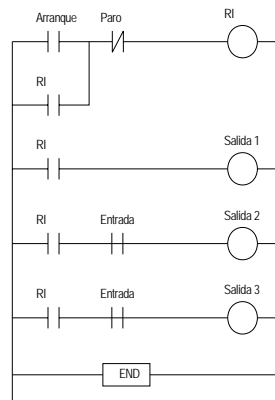 Arranque Paro RI
RI
RI Salida 1
RI Entrada Salida 2
RI Entrada Salida 3
END